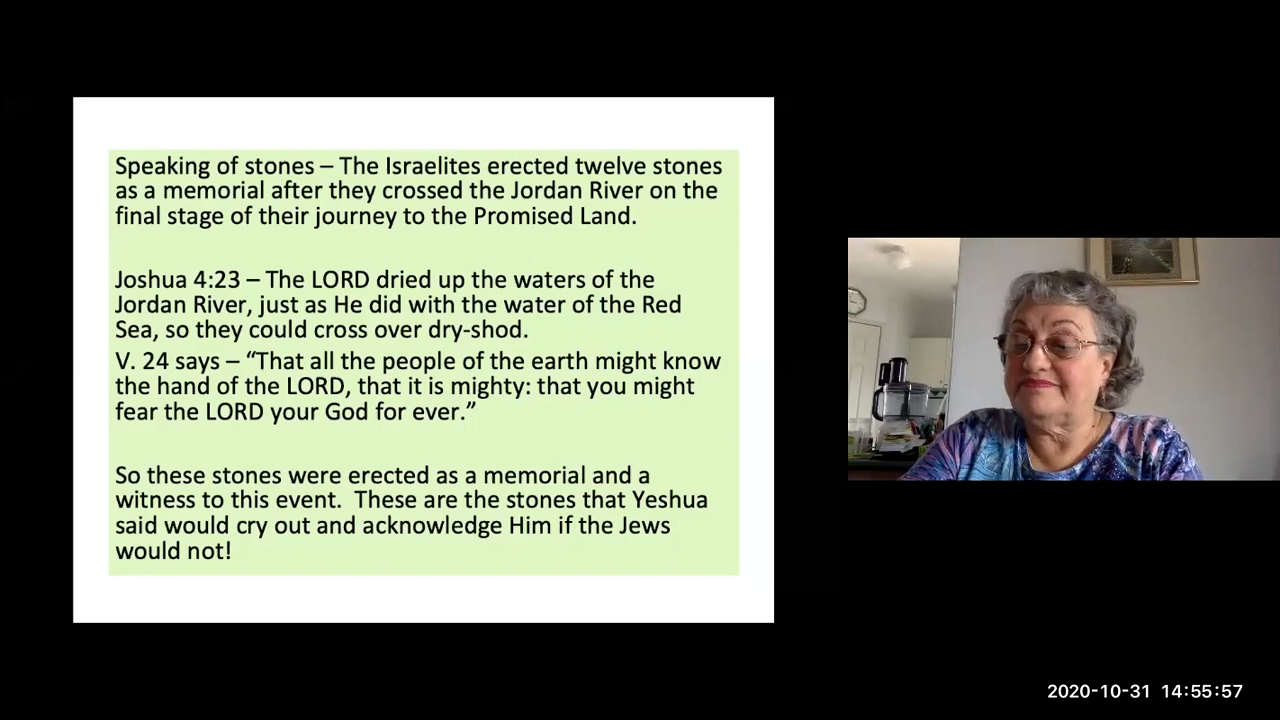 Speaking of stones – The Israelites erected twelve stones
as a memorial after they crossed the Jordan River on the
final stage of their journey to the Promised Land.
Joshua 4:23 – The LORD dried up the waters of the
Jordan River, just as He did with the water of the Red
Sea, so they could cross over dry-shod.
V. 24 says – “That all the people of the earth might know
the hand of the LORD, that it is mighty: that you might
fear the LORD your God for ever.”
So these stones were erected as a memorial and a
witness to this event.  These are the stones that Yeshua
said would cry out and acknowledge Him if the Jews
would not!
2020-10-31 14:55:57